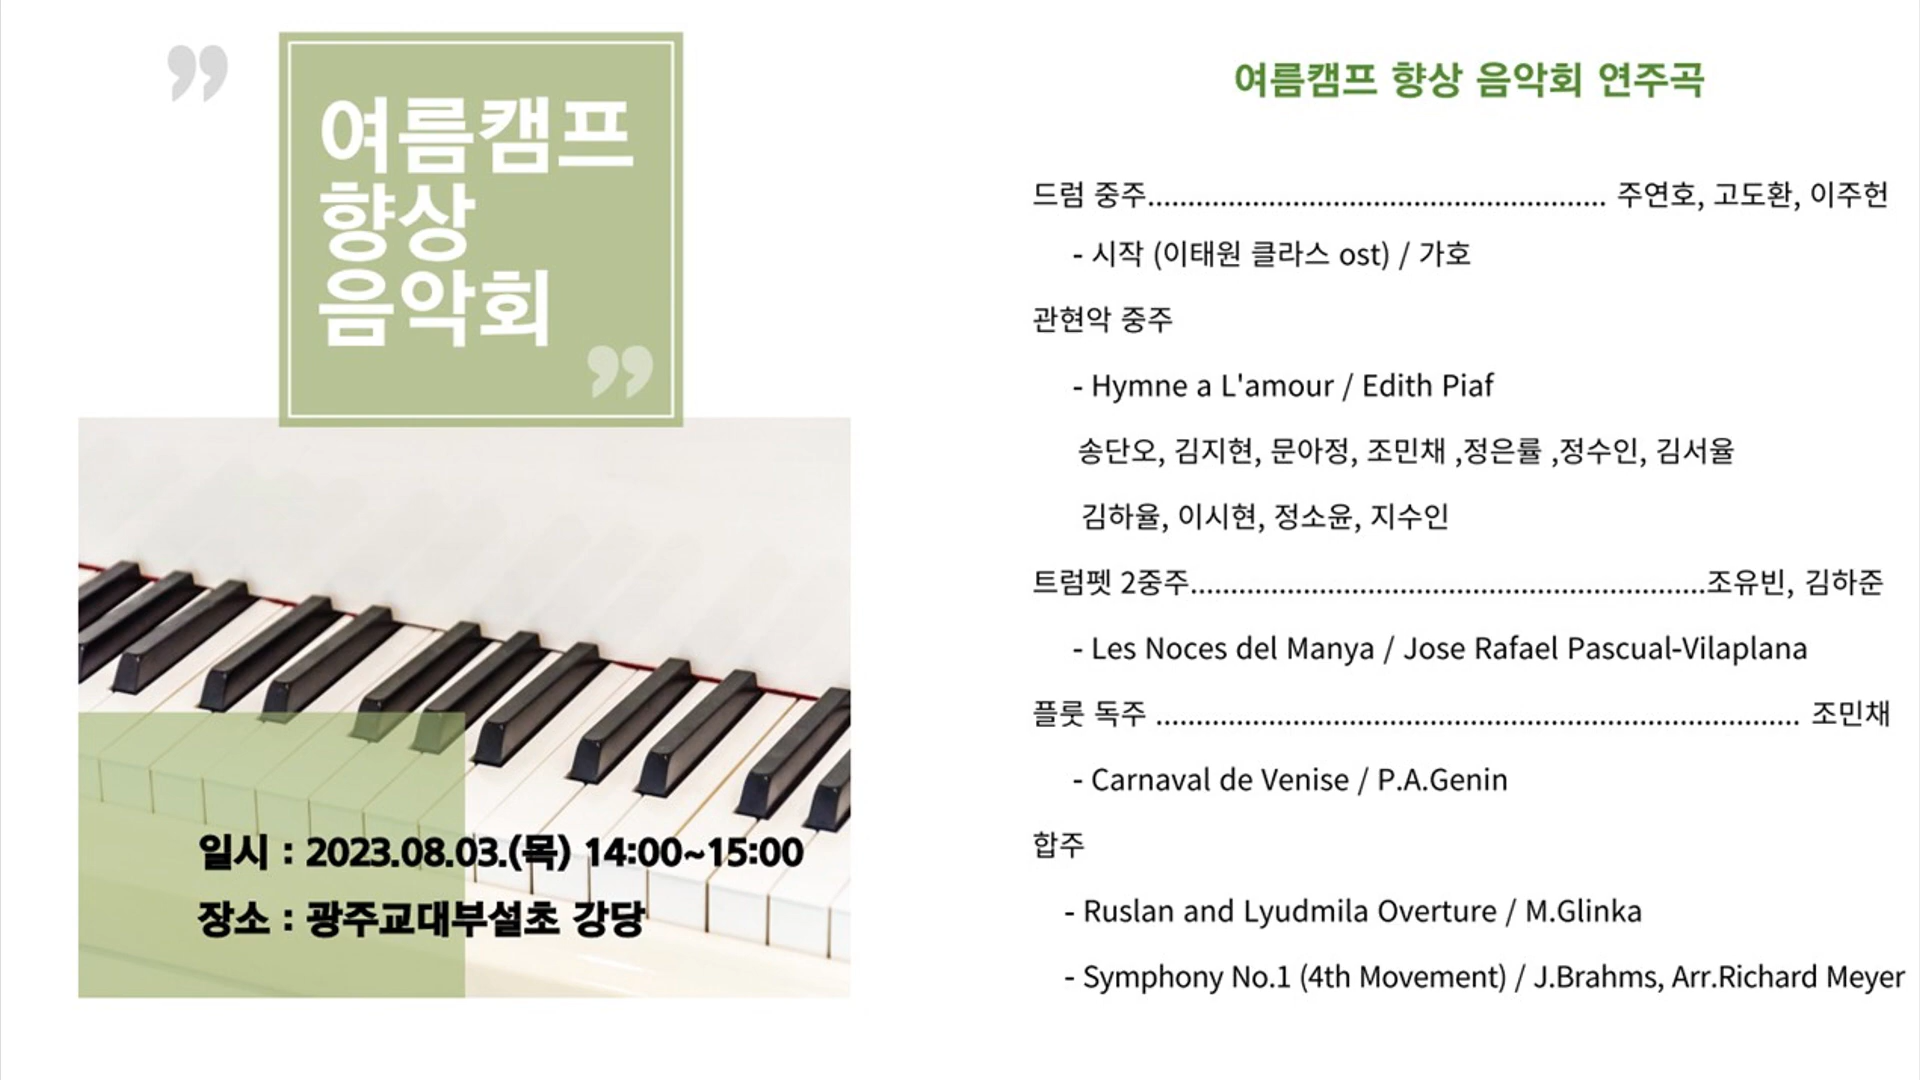 여름캠프
향상
음악회
일시 : 2023.08.03.(목) 14:00~15:00
장소 : 광주교대부설초 강당
여름캠프 향상 음악회 연주곡
드럼 중주......................................................... 주연호, 고도환, 이주헌
- 시작 (이태원 클라스 ost) / 가호
관현악 중주
- Hymne a L'amour / Edith Piaf
송단오, 김지현, 문아정, 조민채 ,정은률 ,정수인, 김서율
김하율, 이시현, 정소윤, 지수인
트럼펫 2중주................................................................조유빈, 김하준
- Les Noces del Manya / Jose Rafael Pascual-Vilaplana
플룻 독주 ................................................................................ 조민채
- Carnaval de Venise / P.A.Genin
합주
- Ruslan and Lyudmila Overture / M.Glinka
- Symphony No.1 (4th Movement) / J.Brahms, Arr.Richard Meyer